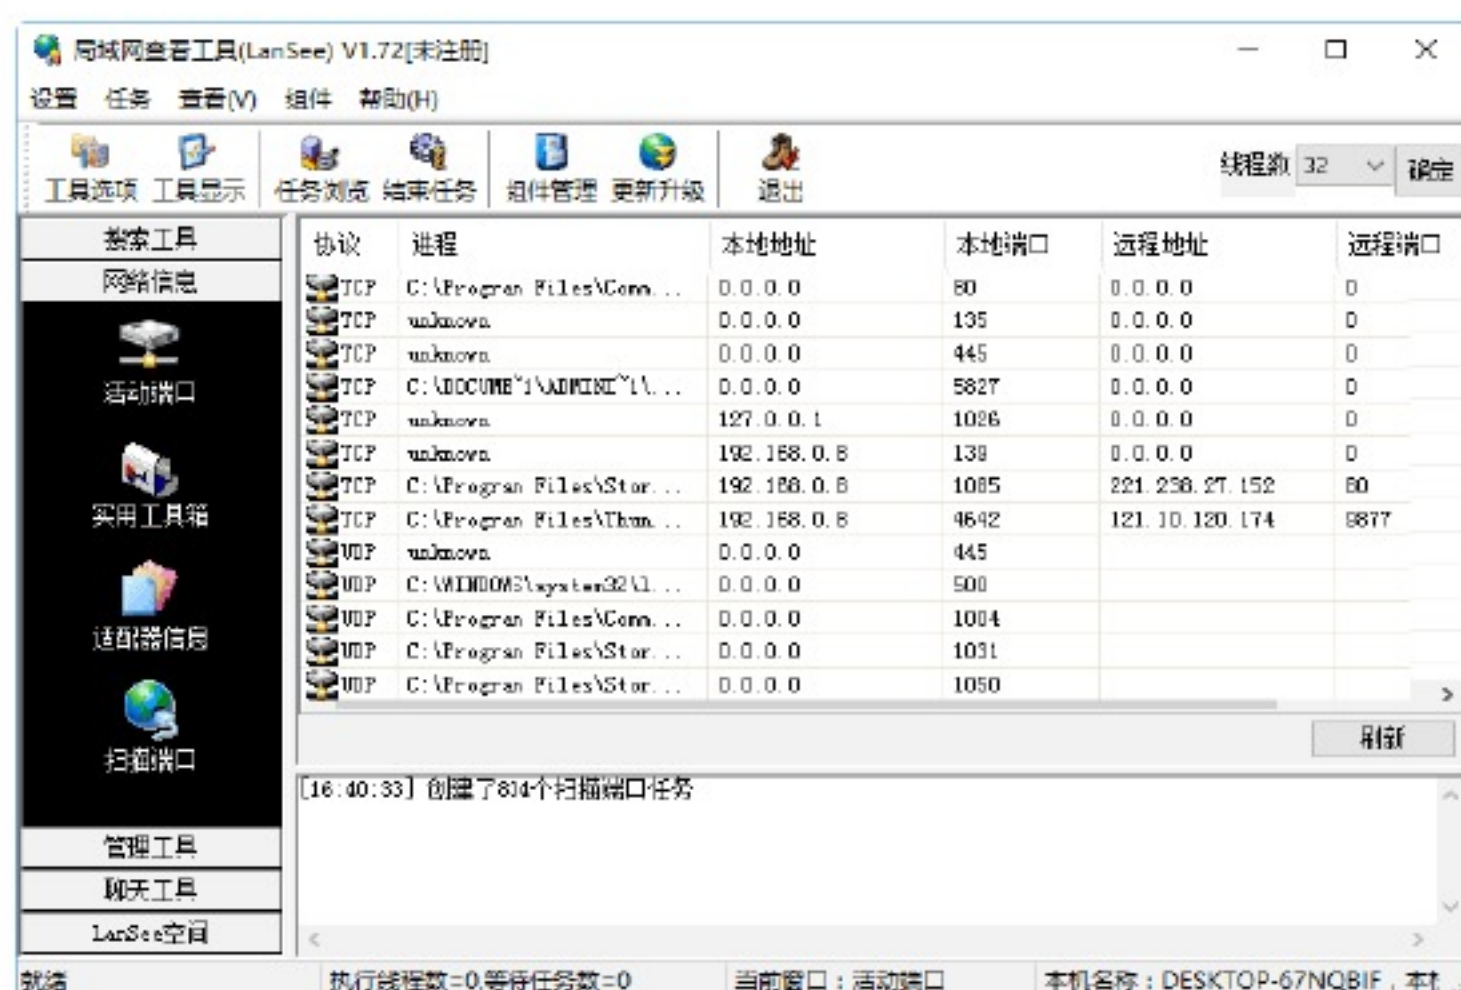 局域网查看工具(LanSee) V1.72[未注册]
设置 任务 查看(V) 组件 帮助(H)
工具选项 工具显示 任务浏览 结束任务 组件管理 更新升级 退出 线程数 32 确定
搜索工具
网络信息
活动端口
实用工具箱
适配器信息
扫描端口
管理工具
聊天工具
LanSee空间
协议 进程 本地地址 本地端口 远程地址 远程端口
TCP C:\Program Files\Comm... 0.0.0.0 80 0.0.0.0 0
TCP unknown 0.0.0.0 135 0.0.0.0 0
TCP unknown 0.0.0.0 445 0.0.0.0 0
TCP C:\DOCUME~1\ADMINI~1\... 0.0.0.0 5827 0.0.0.0 0
TCP unknown 127.0.0.1 1026 0.0.0.0 0
TCP unknown 192.168.0.8 139 0.0.0.0 0
TCP C:\Program Files\Stor... 192.168.0.8 1085 221.238.27.152 80
TCP C:\Program Files\Thun... 192.168.0.8 4642 121.10.120.174 9877
UDP unknown 0.0.0.0 445
UDP C:\WINDOWS\system32\l... 0.0.0.0 500
UDP C:\Program Files\Comm... 0.0.0.0 1004
UDP C:\Program Files\Stor... 0.0.0.0 1031
UDP C:\Program Files\Stor... 0.0.0.0 1050
刷新
[16:40:33] 创建了804个扫描端口任务
就绪 执行线程数=0,等待任务数=0 当前窗口：活动端口 本机名称：DESKTOP-67NQBIF，本机